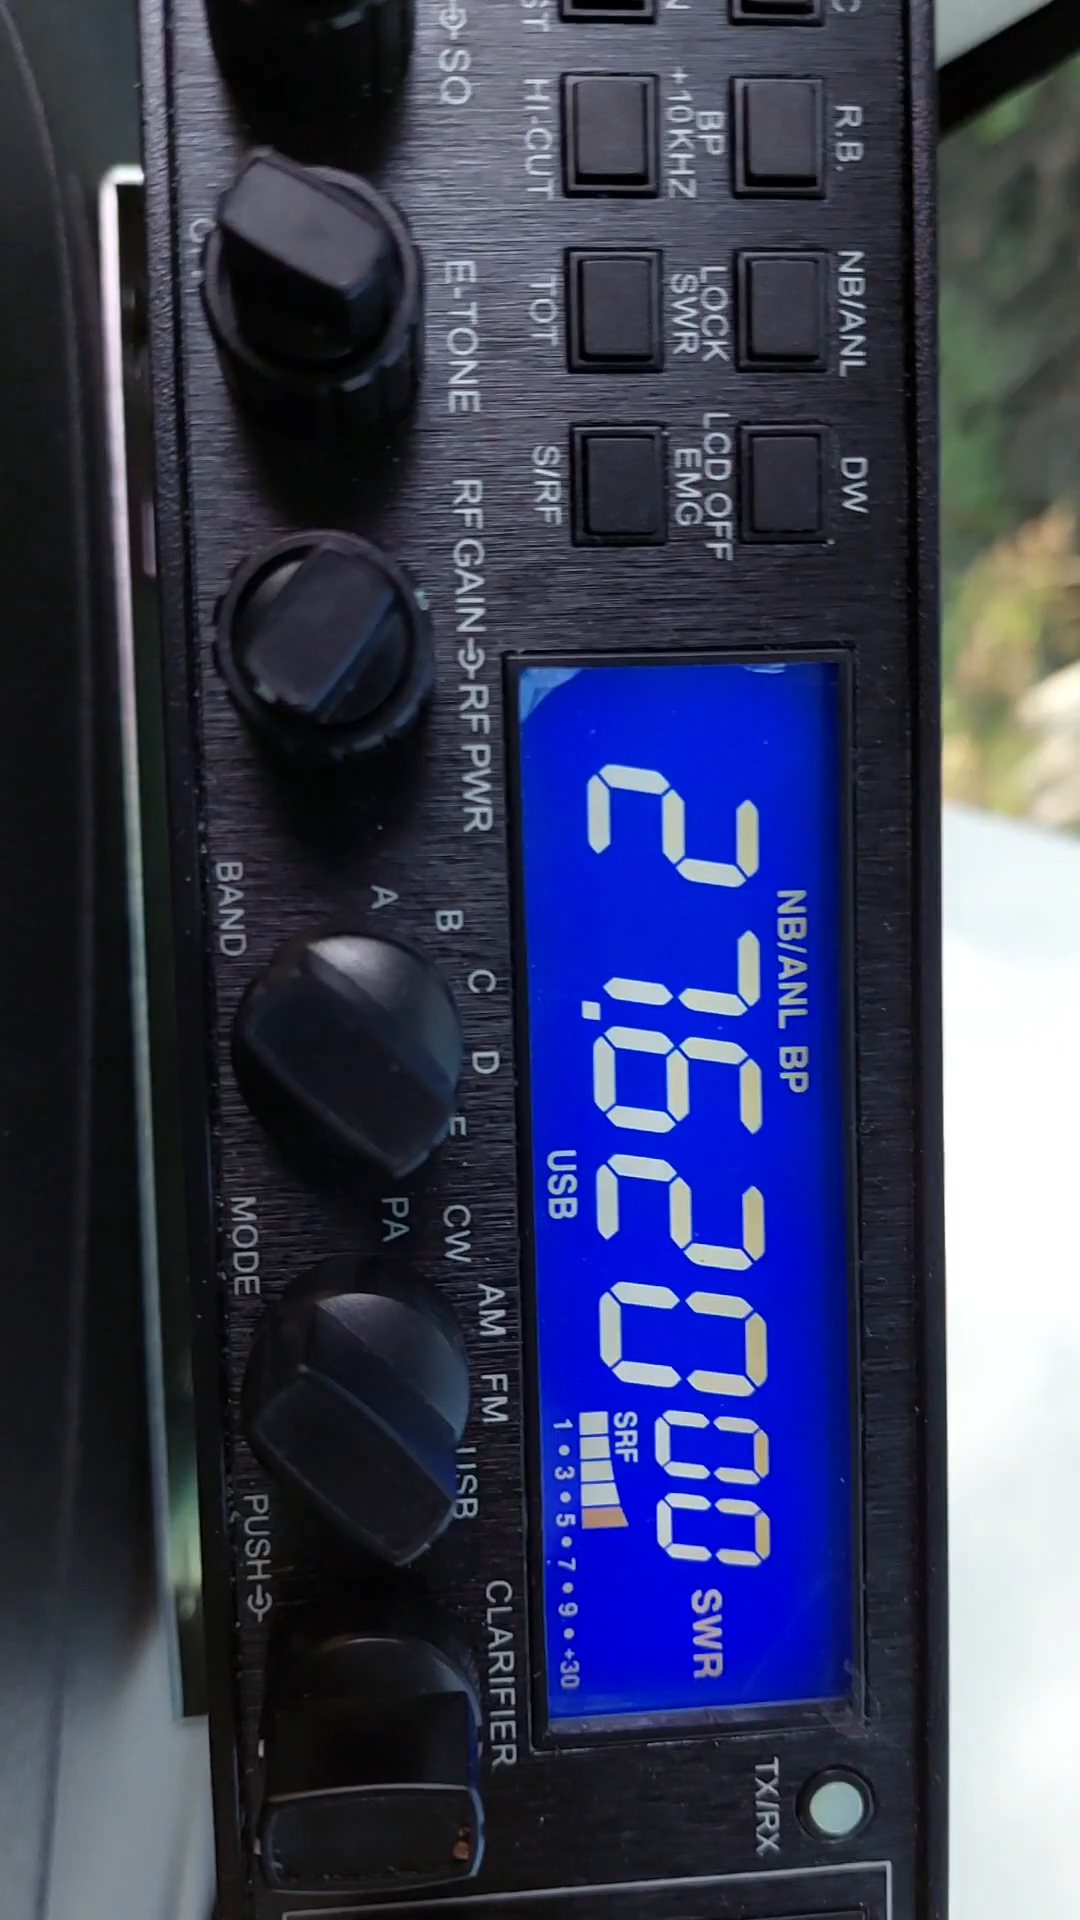 R.B. NB/ANL DW
BP LOCK LCD OFF
+10KHZ SWR EMG
HI-CUT TOT S/RF
NB/ANL BP
27.62000
SWR
SRF
1•3•5•7•9•+30
USB
TX/RX
SQ E-TONE RF GAIN RF PWR
A B C D E PA
CW AM FM USB
CLARIFIER
BAND MODE PUSH